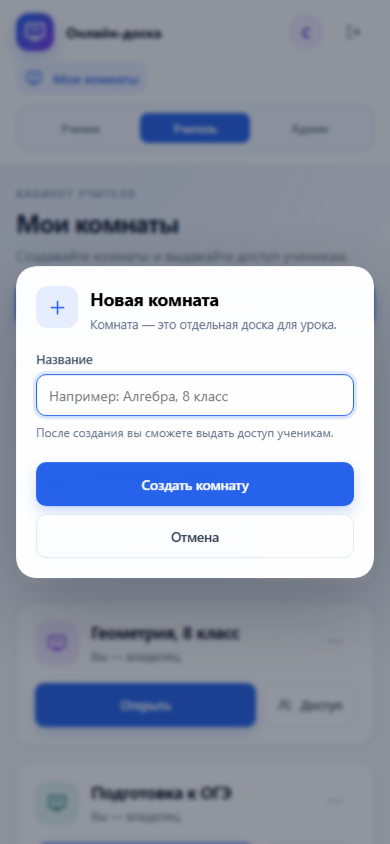 Онлайн-доска
С
Мои комнаты
Ученик
Учитель
Админ
КАБИНЕТ УЧИТЕЛЯ
Мои комнаты
Создавайте комнаты и выдавайте доступ ученикам.
Новая комната
Комната — это отдельная доска для урока.
Название
Например: Алгебра, 8 класс
После создания вы сможете выдать доступ ученикам.
Создать комнату
Отмена
Геометрия, 8 класс
Вы — владелец
Открыть
Доступ
Подготовка к ОГЭ
Вы — владелец